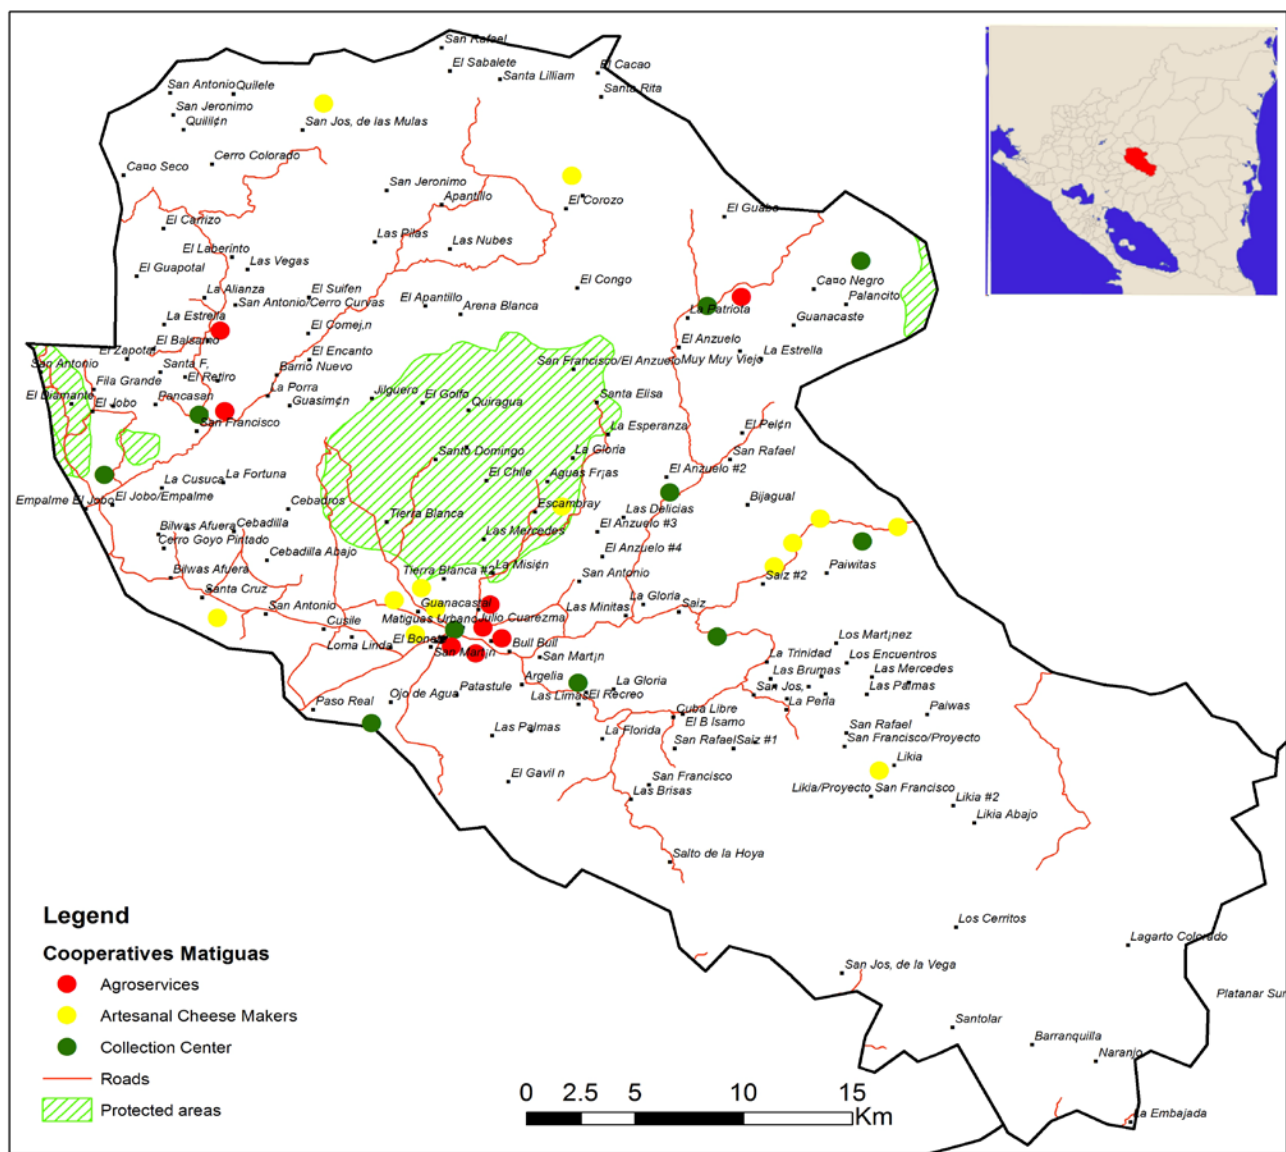 San Rafael
El Sabalete
El Cacao
Santa Lilliam
San Antonio
Quilele
Santa Rita
San Jeronimo
Quilil¢n
San Jos, de las Mulas
Cerro Colorado
Ca¤o Seco
San Jeronimo
Apantillo
El Corozo
El Guabo
El Carrizo
Las Pilas
Las Nubes
El Laberinto
Las Vegas
El Guapotal
El Congo
Ca¤o Negro
La Alianza
El Suifen
San Antonio/Cerro Curvas
El Apantillo
Arena Blanca
Palancito
La Patriota
Guanacaste
La Estrella
El Comej,n
El Balsamo
El Anzuelo
El Zapotal
El Encanto
San Antonio
Santa F,
Barrio Nuevo
San Francisco/El Anzuelo
Muy Muy Viejo
La Estrella
Fila Grande
El Retiro
La Porra
Jilguero
El Golfo
Santa Elisa
El Diamante
El Jobo
Pancasan
Guasim¢n
Quiragua
San Francisco
La Esperanza
El Pel¢n
Santo Domingo
La Gloria
San Rafael
La Cusuca
La Fortuna
El Chile
Aguas Fr¡as
El Anzuelo #2
Empalme El Jobo
El Jobo/Empalme
Cebadros
Escambray
Las Delicias
Bijagual
Bilwas Afuera
Cebadilla
Tierra Blanca
El Anzuelo #3
Cerro Goyo Pintado
Las Mercedes
Cebadilla Abajo
El Anzuelo #4
Bilwas Afuera
Tierra Blanca #2
La Misi¢n
San Antonio
Saiz #2
Paiwitas
Santa Cruz
San Antonio
Guanacastal
Las Minitas
La Gloria
Saiz
Cusile
Matiguas Urbano
Julio Cuarezma
Loma Linda
El Bonete
San Mart¡n
Bull Bull
San Mart¡n
Los Mart¡nez
La Trinidad
Los Encuentros
Las Brumas
Las Mercedes
Paso Real
Ojo de Agua
Patastule
Argelia
Las Limas
El Recreo
La Gloria
San Jos,
La Perla
Las Palmas
Cuba Libre
El B lsamo
Paiwas
Las Palmas
La Florida
San Rafael
Saiz #1
San Rafael
San Francisco/Proyecto
El Gavil n
San Francisco
Likia
Las Brisas
Likia/Proyecto San Francisco
Likia #2
Likia Abajo
Salto de la Hoya
Los Cerritos
Lagarto Colorado
San Jos, de la Vega
Platanar Sur
Santolar
Barranquilla
Naranjo
La Embajada
Legend
Cooperatives Matiguas
Agroservices
Artesanal Cheese Makers
Collection Center
Roads
Protected areas
0 2.5 5 10 15
Km